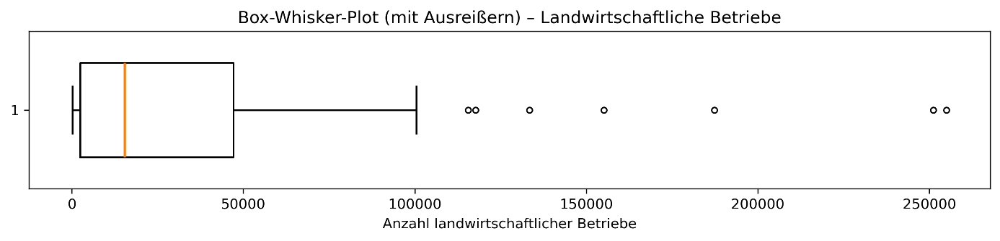 Box-Whisker-Plot (mit Ausreißern) – Landwirtschaftliche Betriebe
1
0 50000 100000 150000 200000 250000
Anzahl landwirtschaftlicher Betriebe